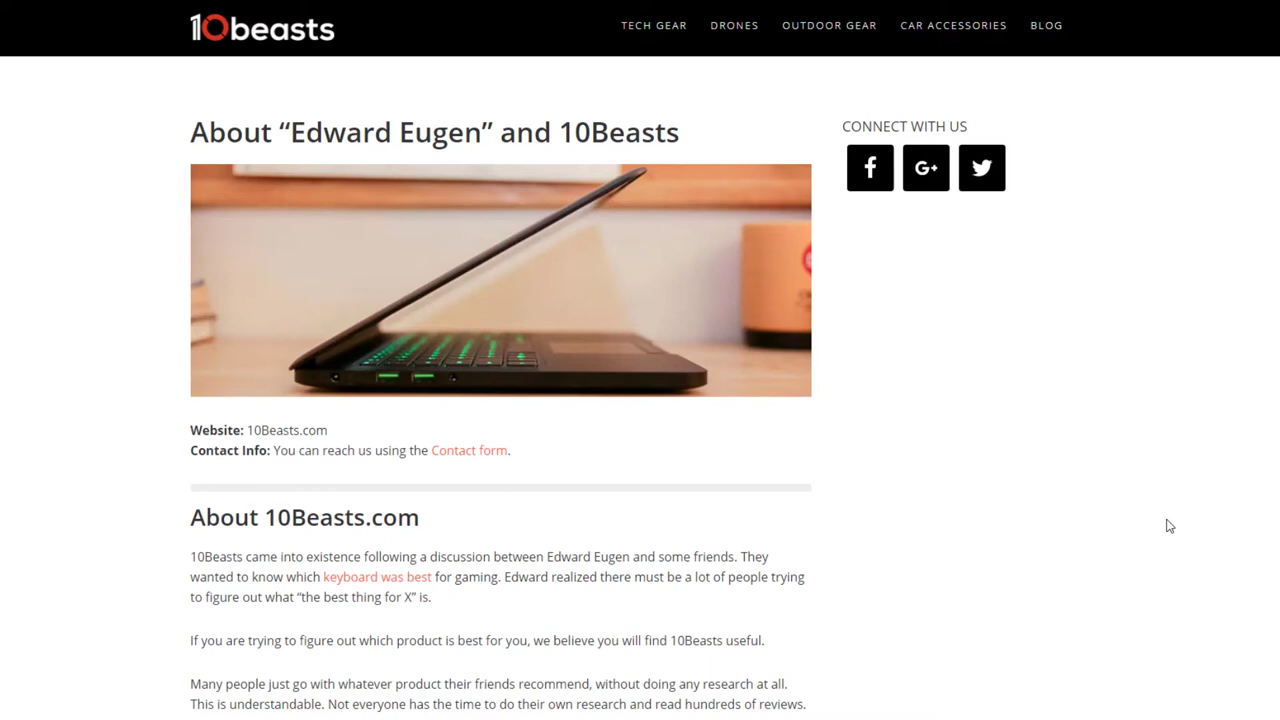 10beasts
TECH GEAR DRONES OUTDOOR GEAR CAR ACCESSORIES BLOG
About “Edward Eugen” and 10Beasts
CONNECT WITH US
f G+
Website: 10Beasts.com
Contact Info: You can reach us using the Contact form.
About 10Beasts.com
10Beasts came into existence following a discussion between Edward Eugen and some friends. They
wanted to know which keyboard was best for gaming. Edward realized there must be a lot of people trying
to figure out what “the best thing for X” is.
If you are trying to figure out which product is best for you, we believe you will find 10Beasts useful.
Many people just go with whatever product their friends recommend, without doing any research at all.
This is understandable. Not everyone has the time to do their own research and read hundreds of reviews.